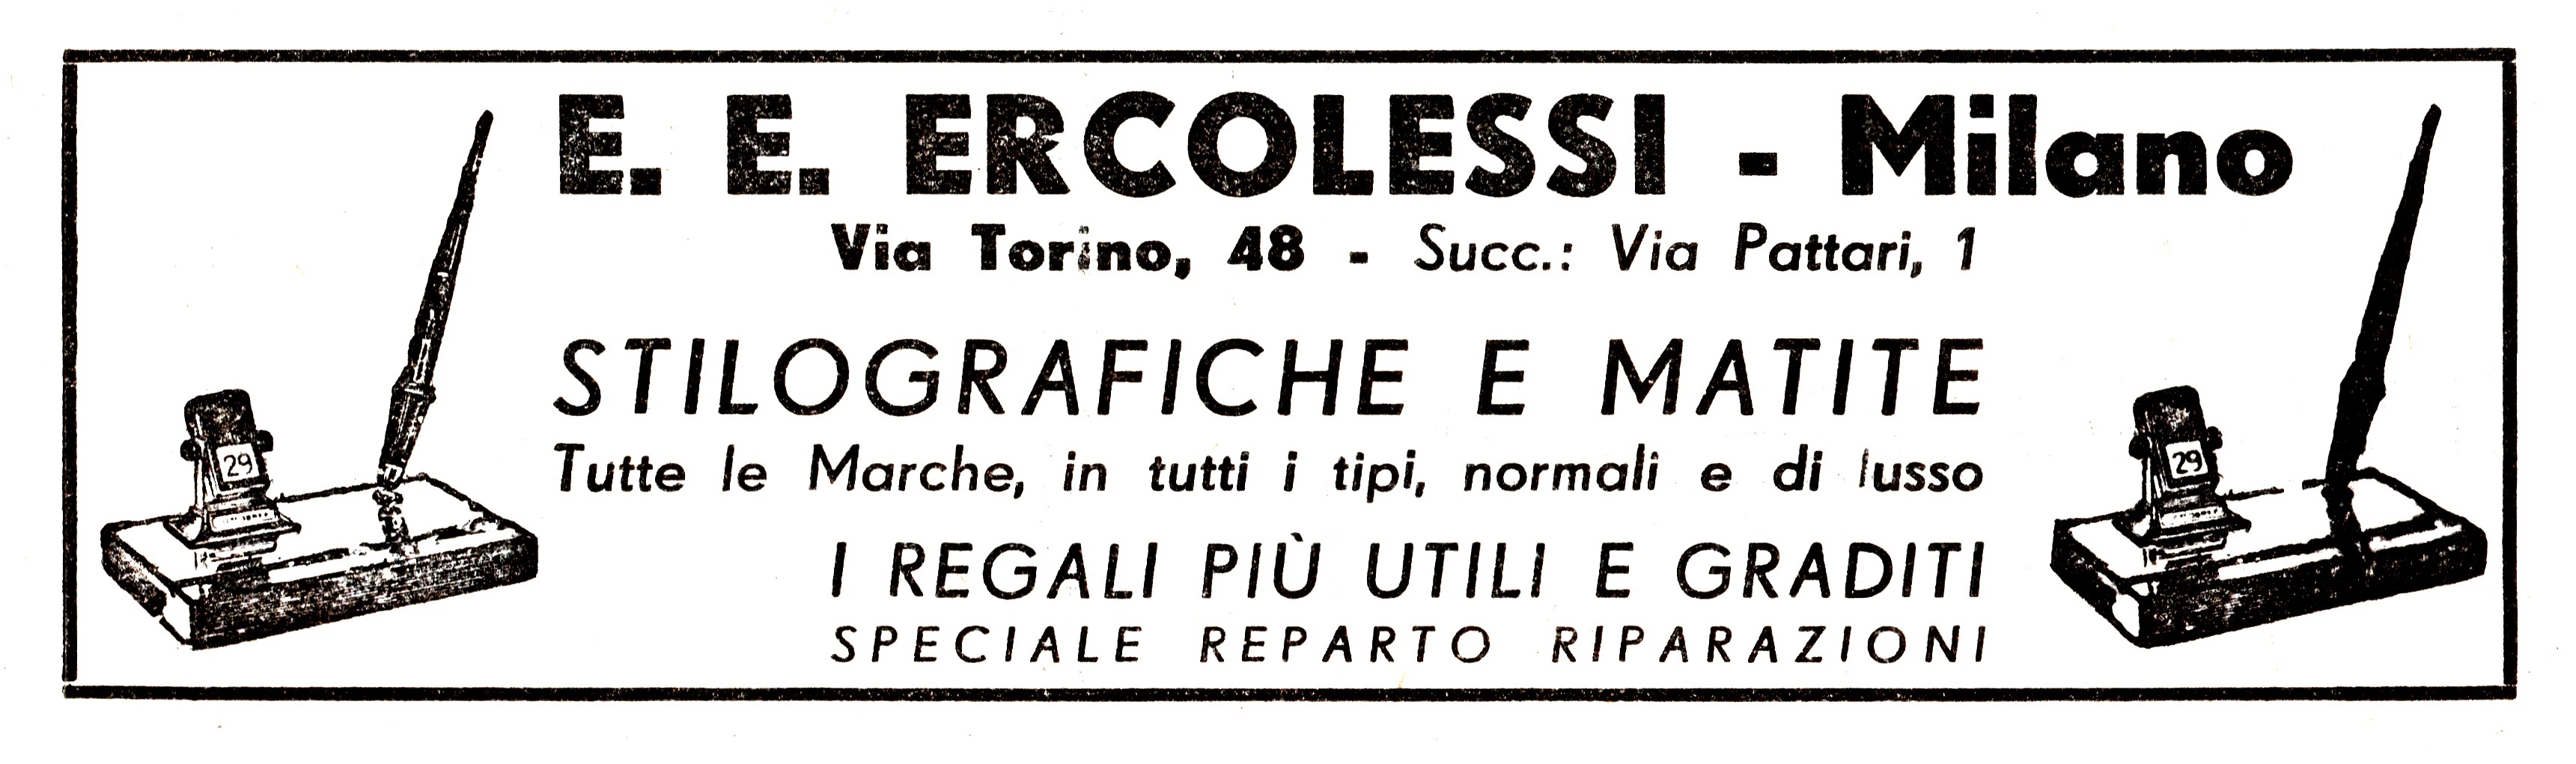 E. E. ERCOLESSI - Milano
Via Torino, 48 - Succ.: Via Pattari, 1
STILOGRAFICHE E MATITE
Tutte le Marche, in tutti i tipi, normali e di lusso
I REGALI PIÙ UTILI E GRADITI
SPECIALE REPARTO RIPARAZIONI
29
29